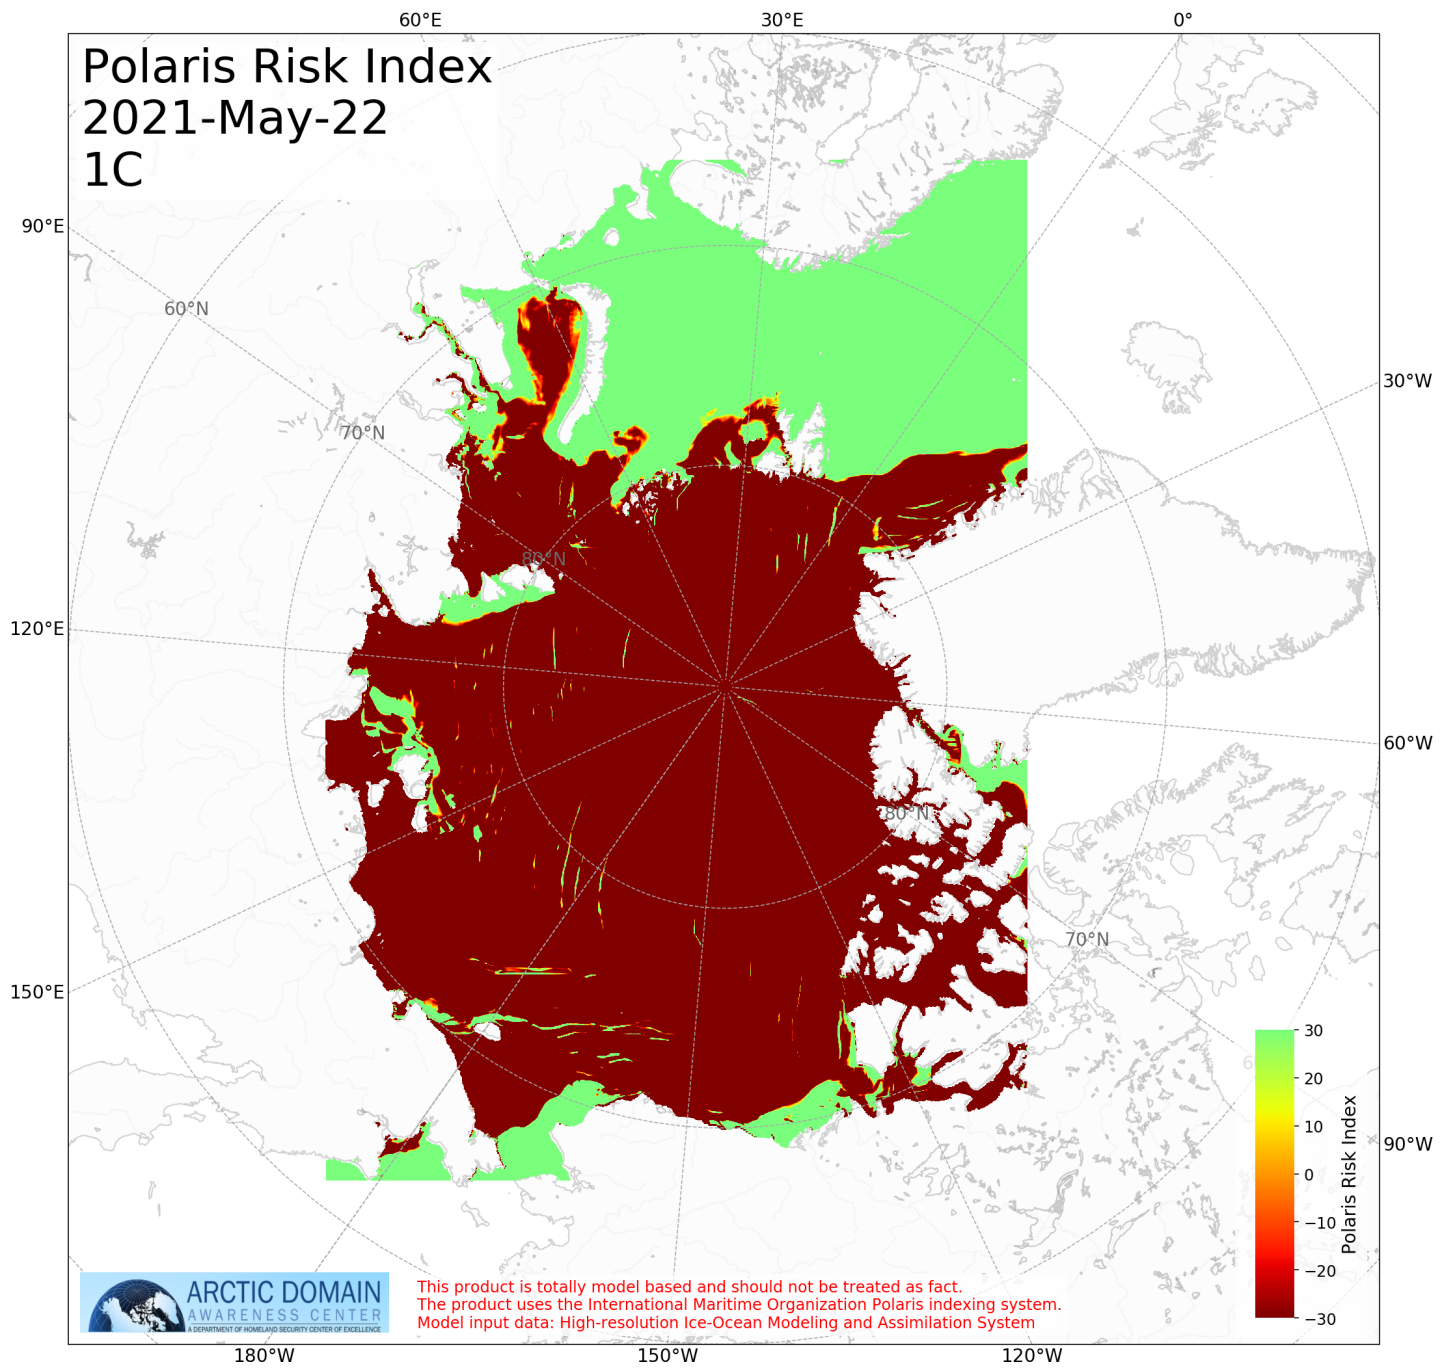 60°E
30°E
0°
Polaris Risk Index
2021-May-22
1C
90°E
60°N
30°W
70°N
80°N
120°E
60°W
80°N
70°N
150°E
30
20
10
0
−10
−20
−30
Polaris Risk Index
90°W
ARCTIC DOMAIN
AWARENESS CENTER
A DEPARTMENT OF HOMELAND SECURITY CENTER OF EXCELLENCE
This product is totally model based and should not be treated as fact.
The product uses the International Maritime Organization Polaris indexing system.
Model input data: High-resolution Ice-Ocean Modeling and Assimilation System
180°W
150°W
120°W